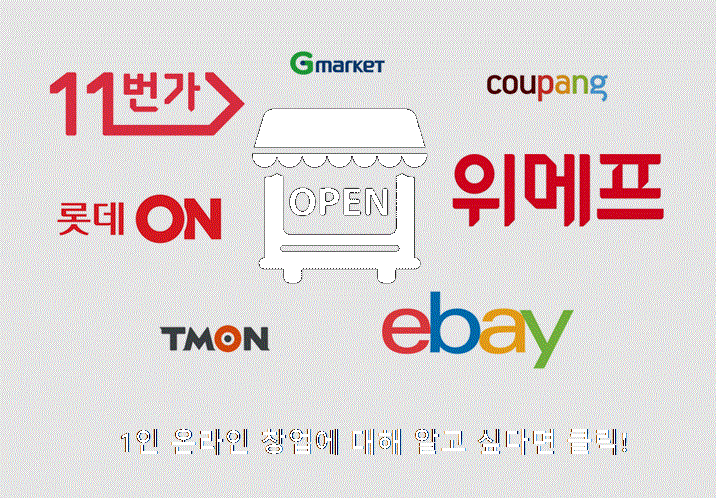 Gmarket
11번가
coupang
OPEN
위메프
롯데 ON
TMON
ebay
1인 온라인 창업에 대해 알고 싶다면 클릭!